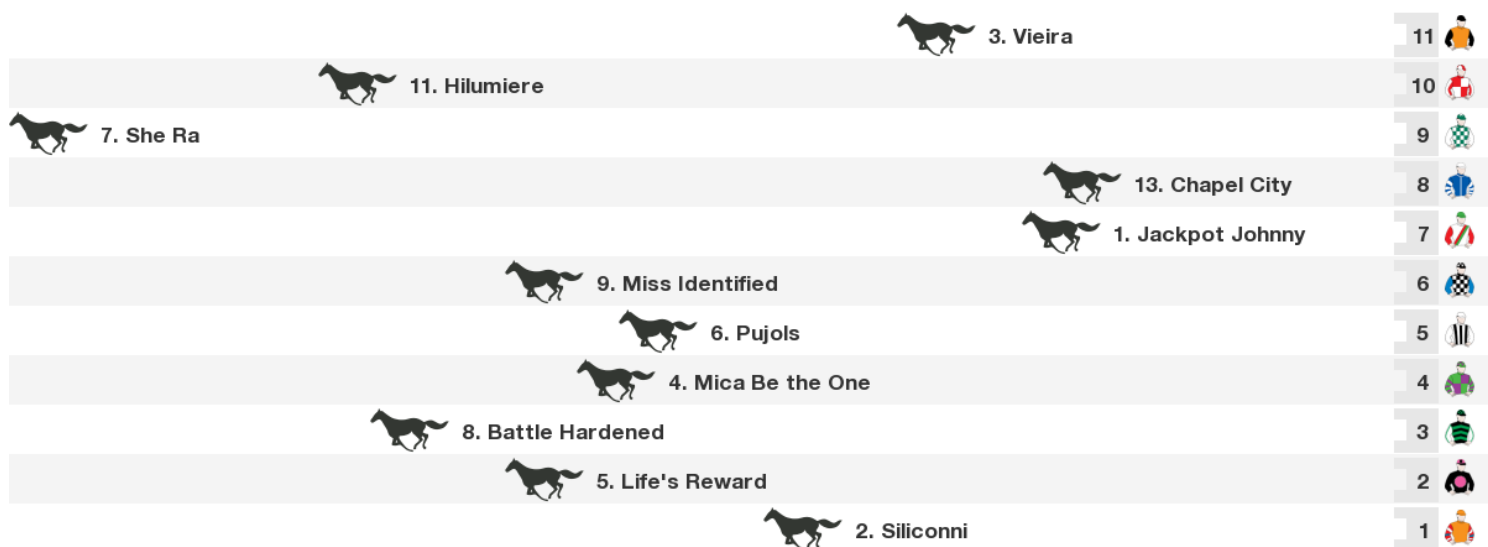 3. Vieira 11
11. Hilumiere 10
7. She Ra 9
13. Chapel City 8
1. Jackpot Johnny 7
9. Miss Identified 6
6. Pujols 5
4. Mica Be the One 4
8. Battle Hardened 3
5. Life's Reward 2
2. Siliconni 1